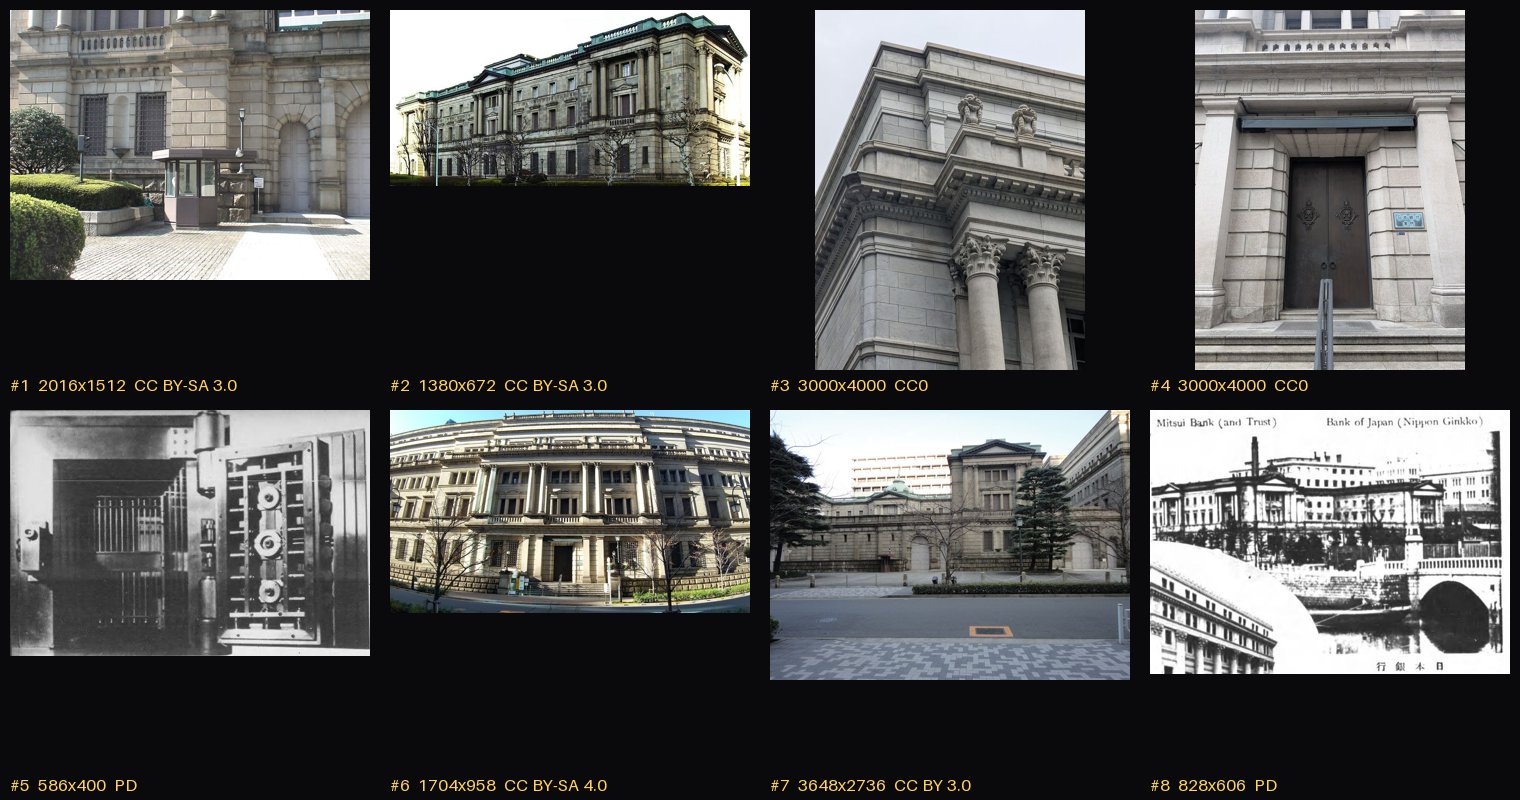 #1 2016x1512 CC BY-SA 3.0
#2 1380x672 CC BY-SA 3.0
#3 3000x4000 CC0
#4 3000x4000 CC0
Mitsui Bank (and Trust)
Bank of Japan (Nippon Ginkko)
行銀本日
#5 586x400 PD
#6 1704x958 CC BY-SA 4.0
#7 3648x2736 CC BY 3.0
#8 828x606 PD